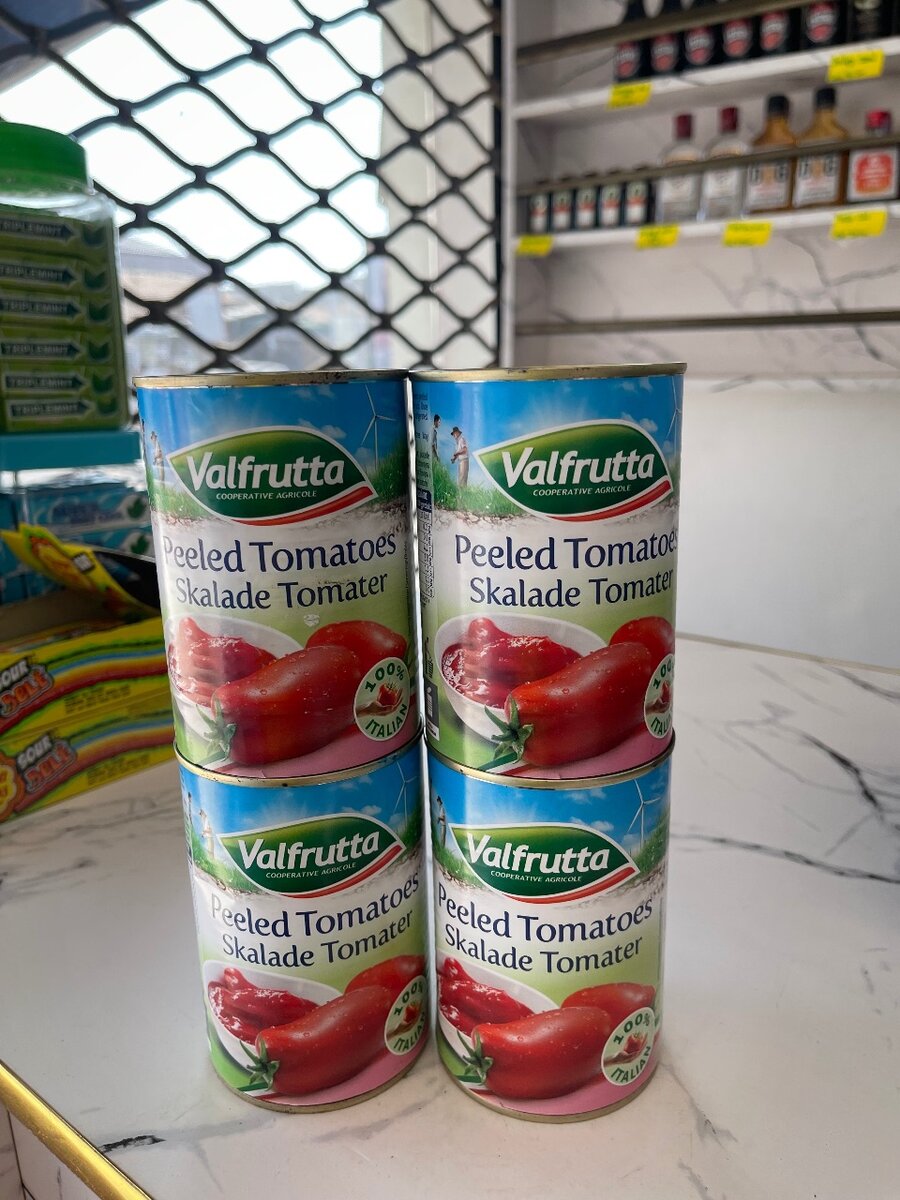 TRIPLEMINT
TRIPLEMINT
TRIPLEMINT
TRIPLEMINT
TRIPLEMINT
TRIPLEMINT
Valfrutta
COOPERATIVE AGRICOLE
Peeled Tomatoes
Skalade Tomater
100%
ITALIAN
Valfrutta
COOPERATIVE AGRICOLE
Peeled Tomatoes
Skalade Tomater
100%
ITALIAN
SOUR
SOUR
Valfrutta
COOPERATIVE AGRICOLE
Peeled Tomatoes
Skalade Tomater
100%
ITALIAN
Valfrutta
COOPERATIVE AGRICOLE
Peeled Tomatoes
Skalade Tomater
100%
ITALIAN